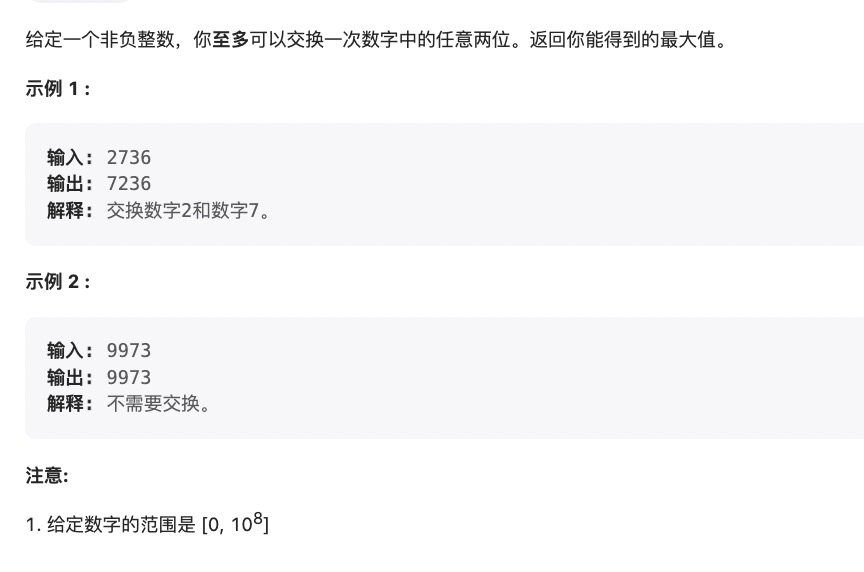 给定一个非负整数，你至多可以交换一次数字中的任意两位。返回你能得到的最大值。
示例 1 :
输入: 2736
输出: 7236
解释: 交换数字2和数字7。
示例 2 :
输入: 9973
输出: 9973
解释: 不需要交换。
注意:
1. 给定数字的范围是 [0, 10⁸]